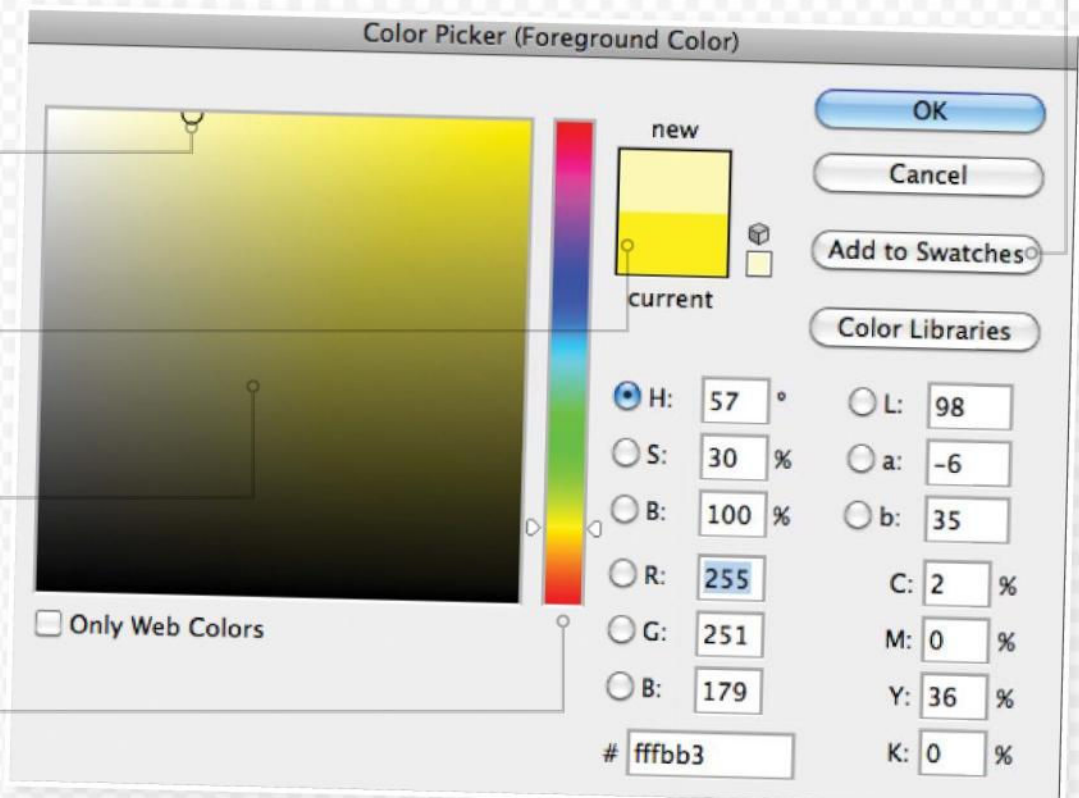 Color Picker (Foreground Color)
new
current
OK
Cancel
Add to Swatches
Color Libraries
H: 57 °
S: 30 %
B: 100 %
R: 255
G: 251
B: 179
# fffbb3
L: 98
a: -6
b: 35
C: 2 %
M: 0 %
Y: 36 %
K: 0 %
Only Web Colors